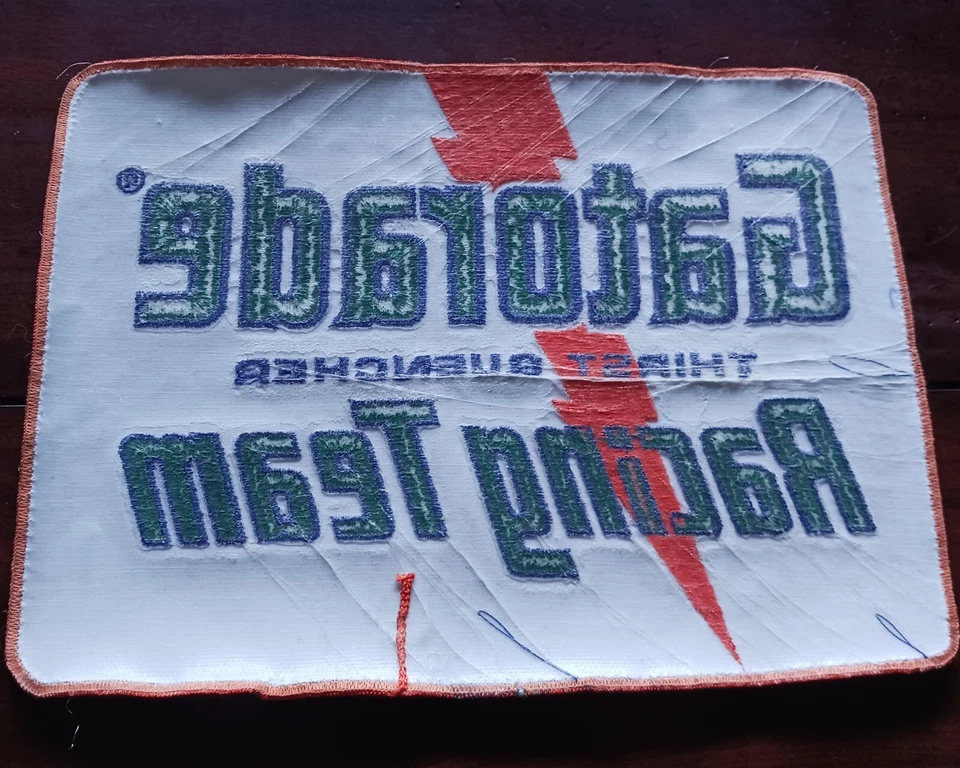 Gatorade®
THIRST QUENCHER
Racing Team